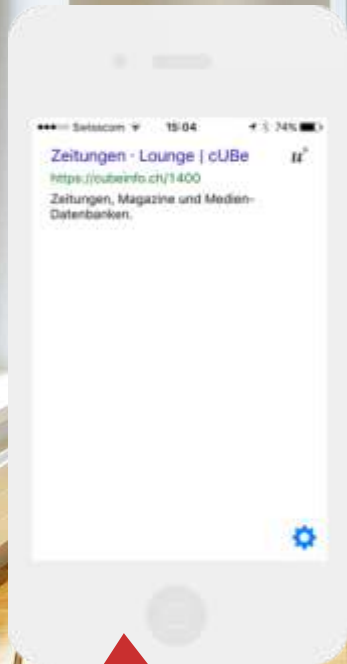 Swisscom 15:04 74%
Zeitungen · Lounge | cUBe
u^b
https://cubeinfo.ch/1400
Zeitungen, Magazine und Medien-
Datenbanken.